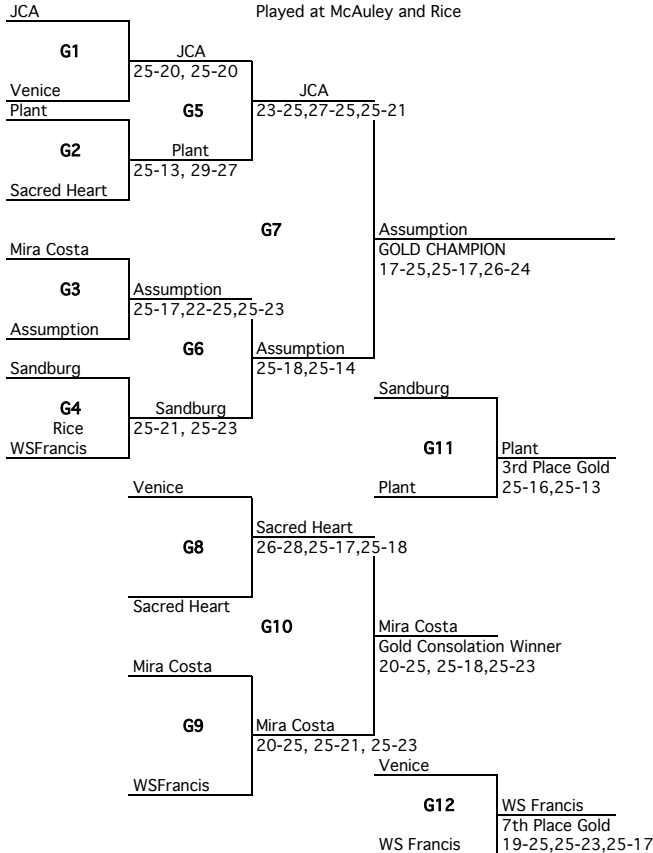 JCA
Played at McAuley and Rice
G1
JCA
25-20, 25-20
Venice
Plant
G5
JCA
23-25,27-25,25-21
G2
Plant
25-13, 29-27
Sacred Heart
G7
Assumption
GOLD CHAMPION
17-25,25-17,26-24
Mira Costa
G3
Assumption
25-17,22-25,25-23
Assumption
G6
Assumption
25-18,25-14
Sandburg
G4
Rice
Sandburg
25-21, 25-23
WSFrancis
Sandburg
G11
Plant
3rd Place Gold
25-16,25-13
Plant
Venice
G8
Sacred Heart
26-28,25-17,25-18
Sacred Heart
G10
Mira Costa
Gold Consolation Winner
20-25, 25-18,25-23
Mira Costa
G9
Mira Costa
20-25, 25-21, 25-23
WSFrancis
Venice
G12
WS Francis
7th Place Gold
19-25,25-23,25-17
WS Francis